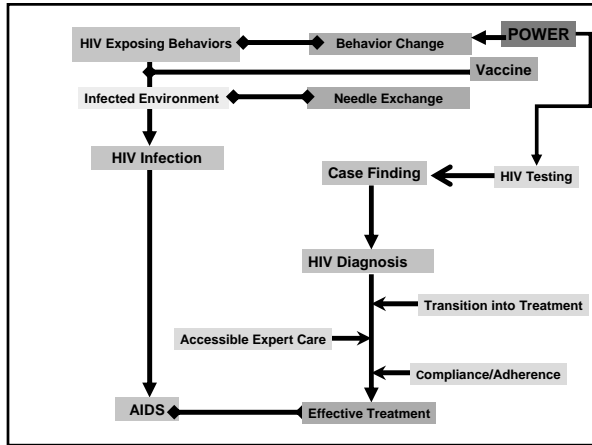 HIV Exposing Behaviors
Behavior Change
POWER
Vaccine
Infected Environment
Needle Exchange
HIV Infection
Case Finding
HIV Testing
HIV Diagnosis
Transition into Treatment
Accessible Expert Care
Compliance/Adherence
AIDS
Effective Treatment